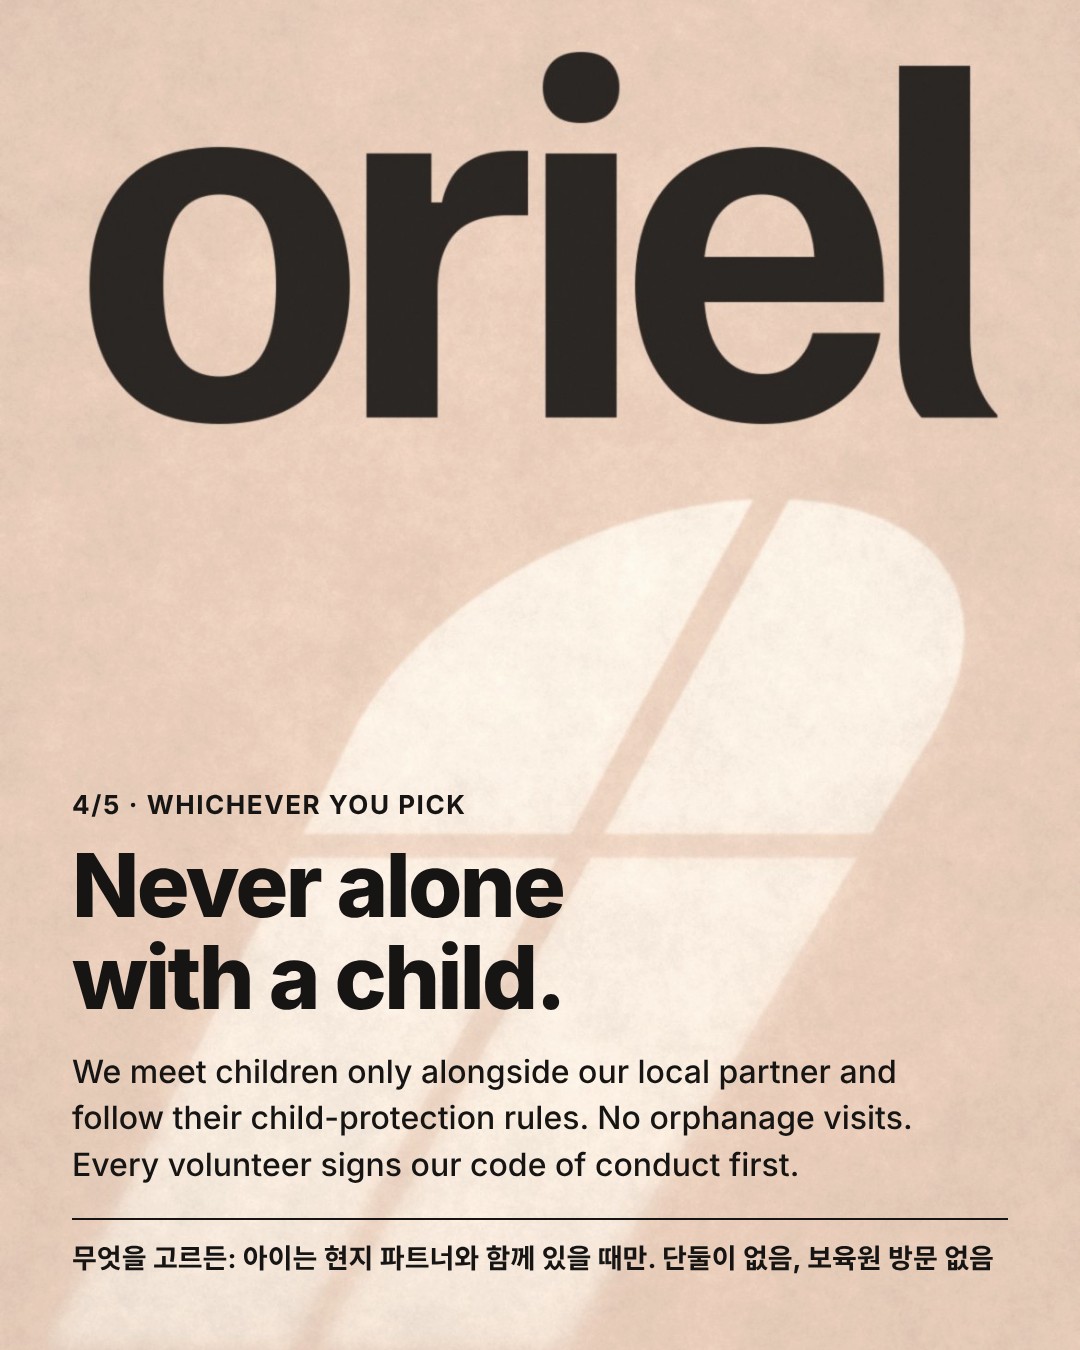 oriel
4/5 · WHICHEVER YOU PICK
Never alone
with a child.
We meet children only alongside our local partner and
follow their child-protection rules. No orphanage visits.
Every volunteer signs our code of conduct first.
무엇을 고르든: 아이는 현지 파트너와 함께 있을 때만. 단둘이 없음, 보육원 방문 없음